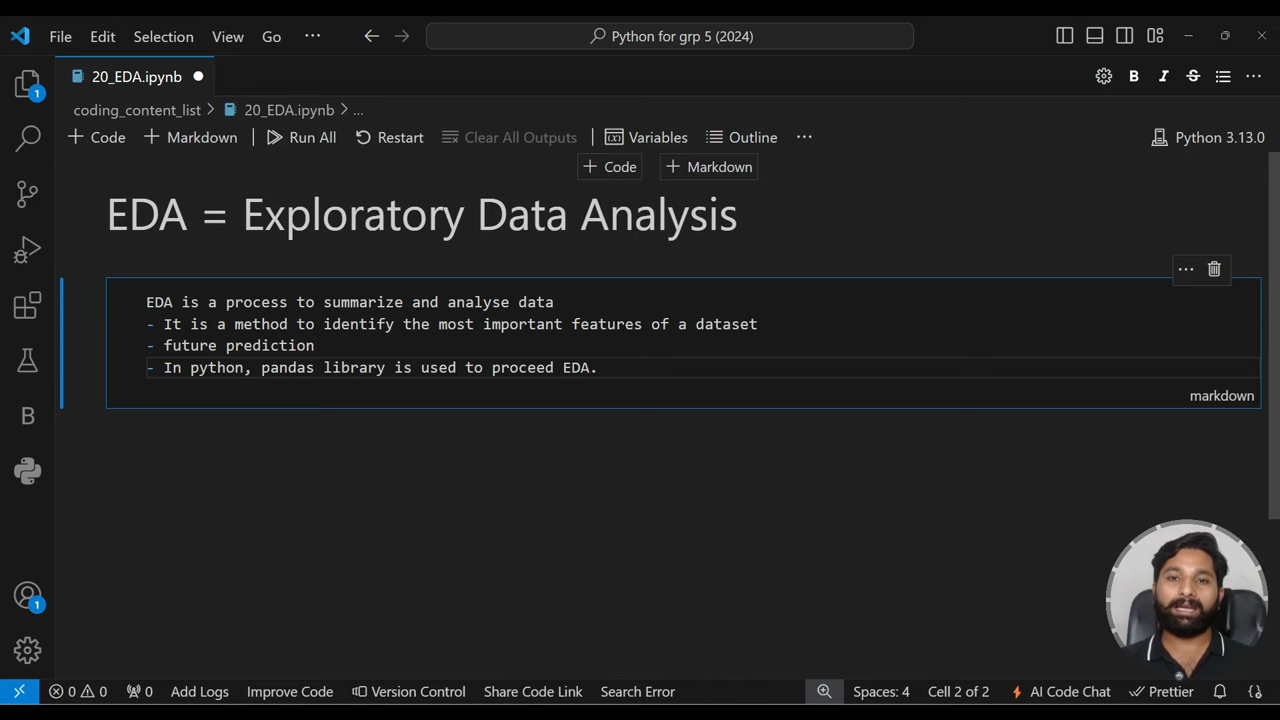 File Edit Selection View Go ··· Python for grp 5 (2024)
20_EDA.ipynb
coding_content_list > 20_EDA.ipynb > ...
+ Code + Markdown Run All Restart Clear All Outputs Variables Outline ··· Python 3.13.0
+ Code + Markdown
EDA = Exploratory Data Analysis
EDA is a process to summarize and analyse data
- It is a method to identify the most important features of a dataset
- future prediction
- In python, pandas library is used to proceed EDA.
markdown
1
1
0 0 0 Add Logs Improve Code Version Control Share Code Link Search Error Spaces: 4 Cell 2 of 2 AI Code Chat Prettier